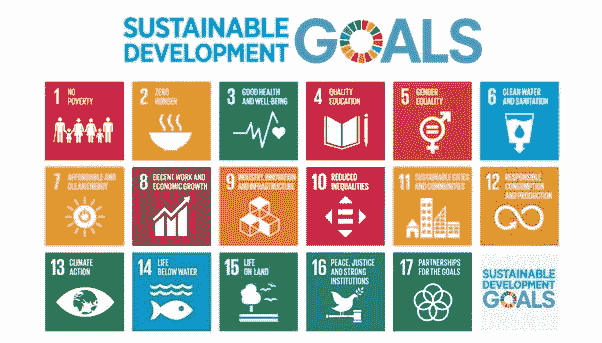 SUSTAINABLE
DEVELOPMENT
GOALS
1 NO
POVERTY
2 ZERO
HUNGER
3 GOOD HEALTH
AND WELL-BEING
4 QUALITY
EDUCATION
5 GENDER
EQUALITY
6 CLEAN WATER
AND SANITATION
7 AFFORDABLE AND
CLEAN ENERGY
8 DECENT WORK AND
ECONOMIC GROWTH
9 INDUSTRY, INNOVATION
AND INFRASTRUCTURE
10 REDUCED
INEQUALITIES
11 SUSTAINABLE CITIES
AND COMMUNITIES
12 RESPONSIBLE
CONSUMPTION
AND PRODUCTION
13 CLIMATE
ACTION
14 LIFE
BELOW WATER
15 LIFE
ON LAND
16 PEACE, JUSTICE
AND STRONG
INSTITUTIONS
17 PARTNERSHIPS
FOR THE GOALS
SUSTAINABLE
DEVELOPMENT
GOALS